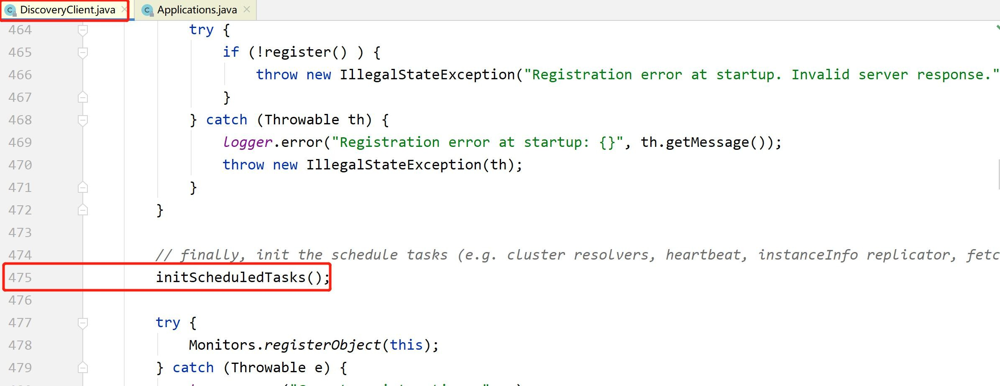 DiscoveryClient.java Applications.java
464 try {
465 if (!register() ) {
466 throw new IllegalStateException("Registration error at startup. Invalid server response."
467 }
468 } catch (Throwable th) {
469 logger.error("Registration error at startup: {}", th.getMessage());
470 throw new IllegalStateException(th);
471 }
472 }
473
474 // finally, init the schedule tasks (e.g. cluster resolvers, heartbeat, instanceInfo replicator, fetc
475 initScheduledTasks();
476
477 try {
478 Monitors.registerObject(this);
479 } catch (Throwable e) {